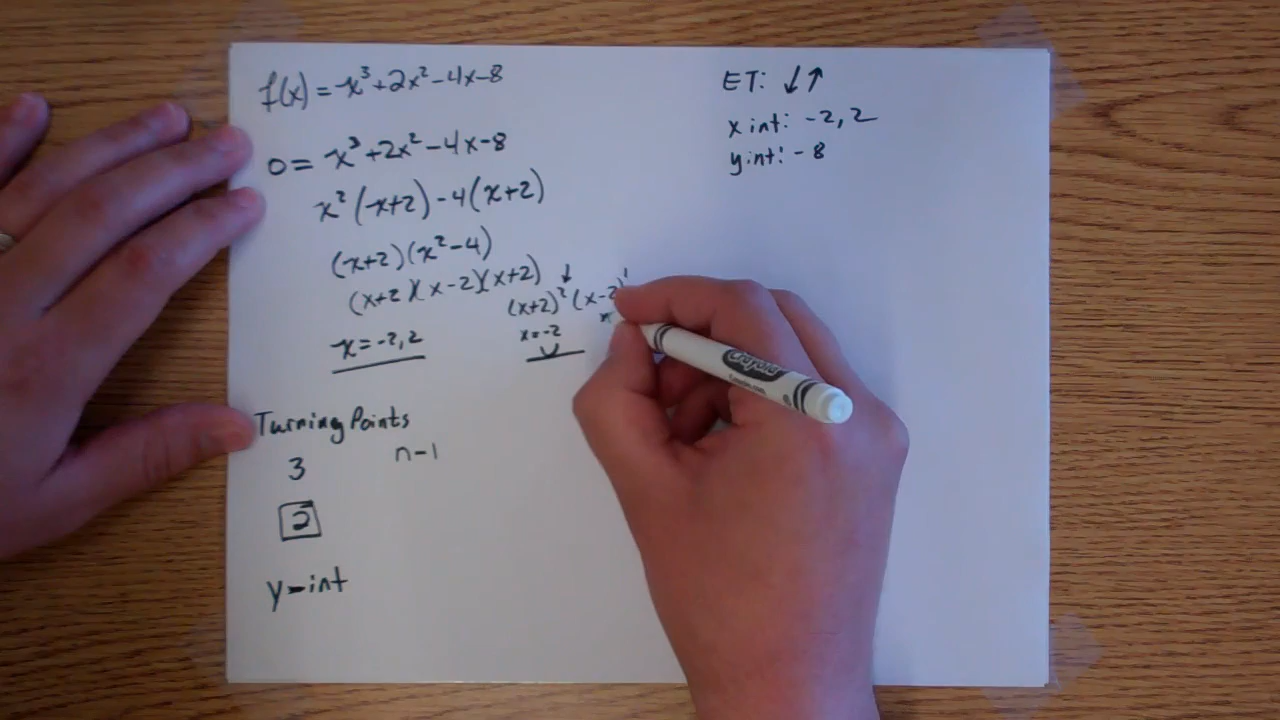 f(x) = x³+2x²-4x-8
0 = x³+2x²-4x-8
x²(x+2)-4(x+2)
(x+2)(x²-4)
(x+2)(x-2)(x+2)
(x+2)² (x-2)¹
x=-2
x = -2, 2
Turning Points
3 n-1
2
y-int
ET: ↓↑
x int: -2, 2
y int: -8
Crayola